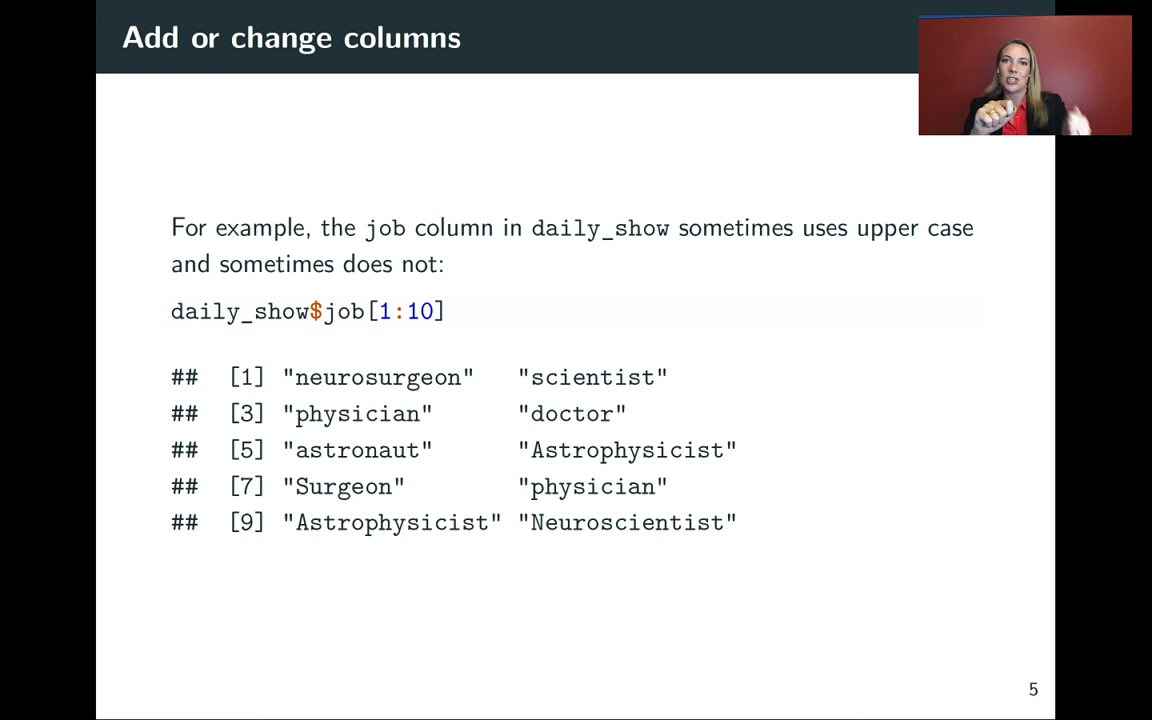 Add or change columns
For example, the job column in daily_show sometimes uses upper case
and sometimes does not:
daily_show$job[1:10]
## [1] "neurosurgeon" "scientist"
## [3] "physician" "doctor"
## [5] "astronaut" "Astrophysicist"
## [7] "Surgeon" "physician"
## [9] "Astrophysicist" "Neuroscientist"
5